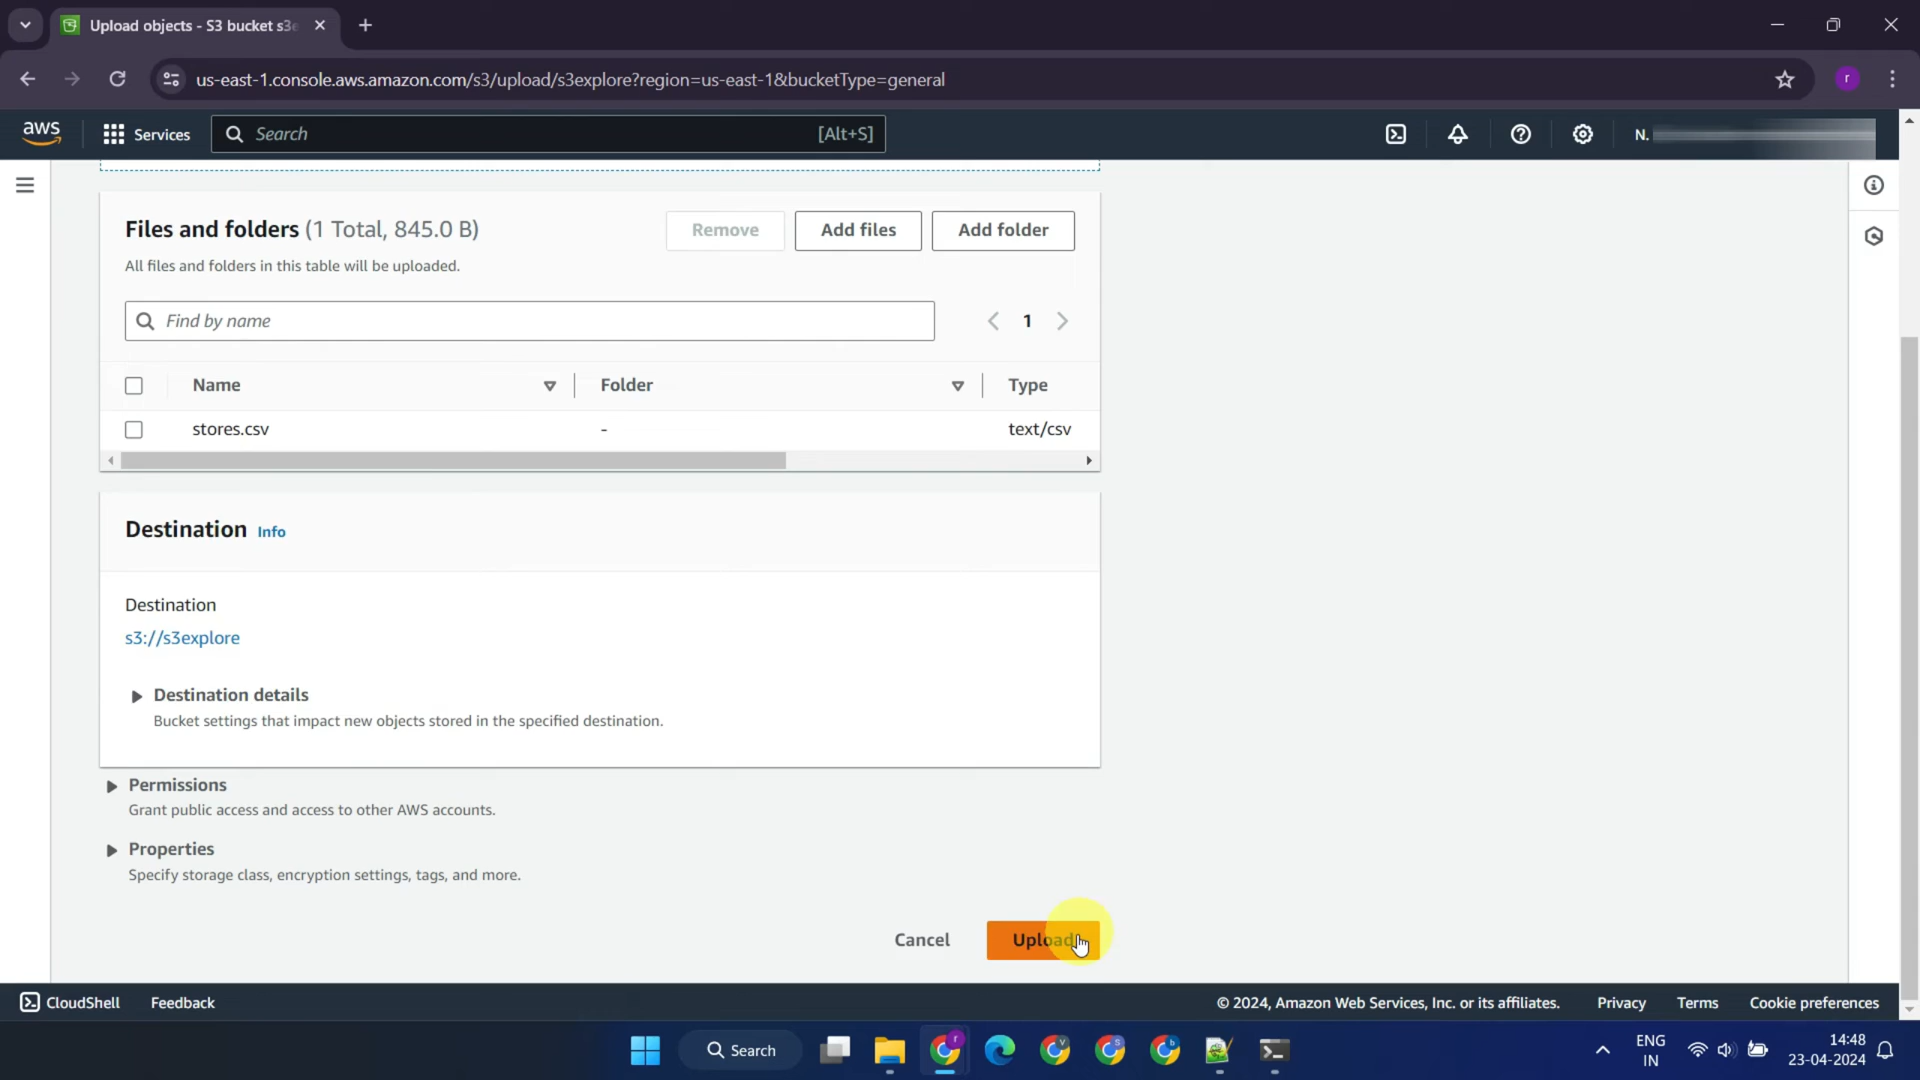 Upload objects - S3 bucket s3e
us-east-1.console.aws.amazon.com/s3/upload/s3explore?region=us-east-1&bucketType=general
r
aws
Services
Search
[Alt+S]
N.
Files and folders (1 Total, 845.0 B)
Remove
Add files
Add folder
All files and folders in this table will be uploaded.
Find by name
1
Name
Folder
Type
stores.csv
-
text/csv
Destination Info
Destination
s3://s3explore
Destination details
Bucket settings that impact new objects stored in the specified destination.
Permissions
Grant public access and access to other AWS accounts.
Properties
Specify storage class, encryption settings, tags, and more.
Cancel
Upload
CloudShell
Feedback
© 2024, Amazon Web Services, Inc. or its affiliates.
Privacy
Terms
Cookie preferences
Search
ENG
IN
14:48
23-04-2024